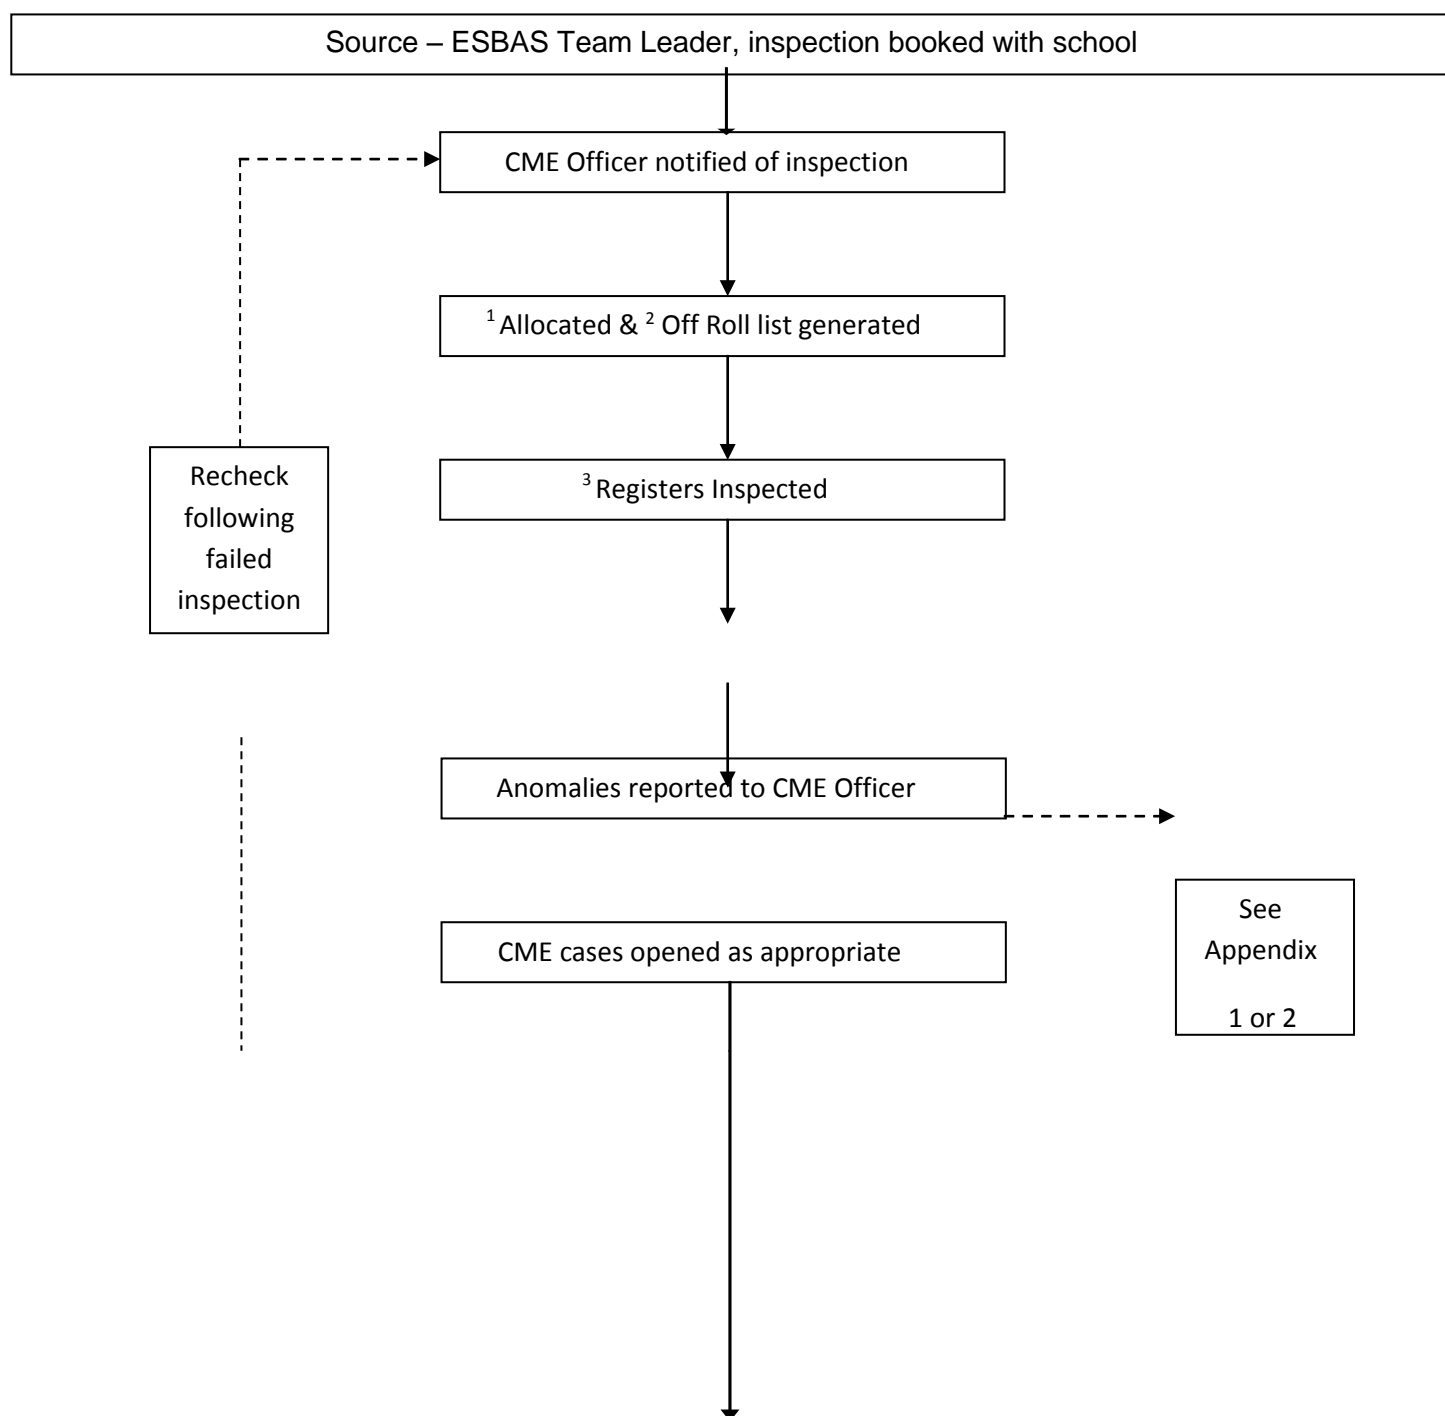 Source – ESBAS Team Leader, inspection booked with school
CME Officer notified of inspection
¹ Allocated & ² Off Roll list generated
Recheck
following
failed
inspection
³ Registers Inspected
Anomalies reported to CME Officer
See
Appendix
1 or 2
CME cases opened as appropriate